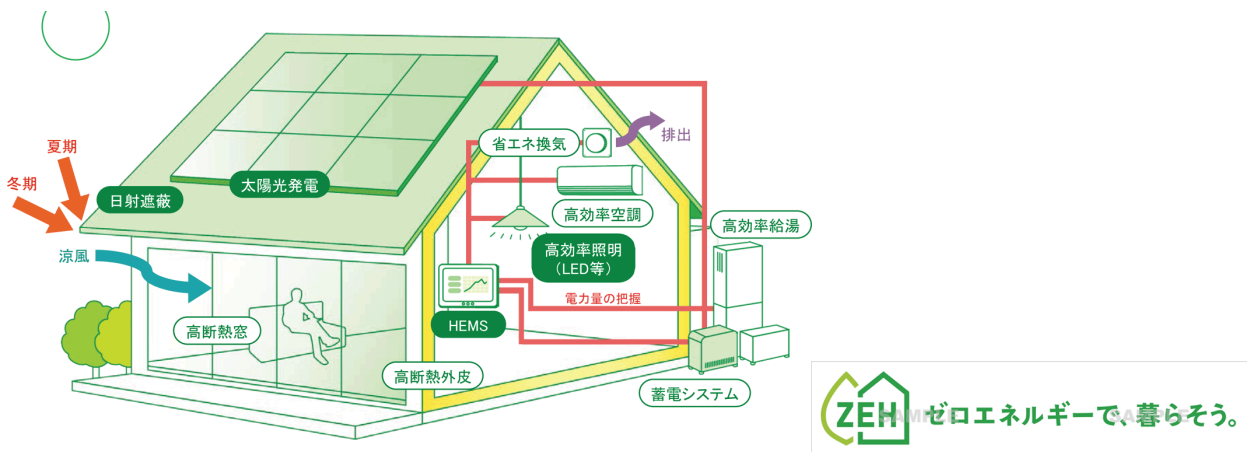 夏期
冬期
日射遮蔽
太陽光発電
省エネ換気
排出
高効率空調
高効率給湯
高効率照明
（LED等）
涼風
電力量の把握
HEMS
高断熱窓
高断熱外皮
蓄電システム
ZEH ゼロエネルギーで、暮らそう。
SAMPLE
SAMPLE